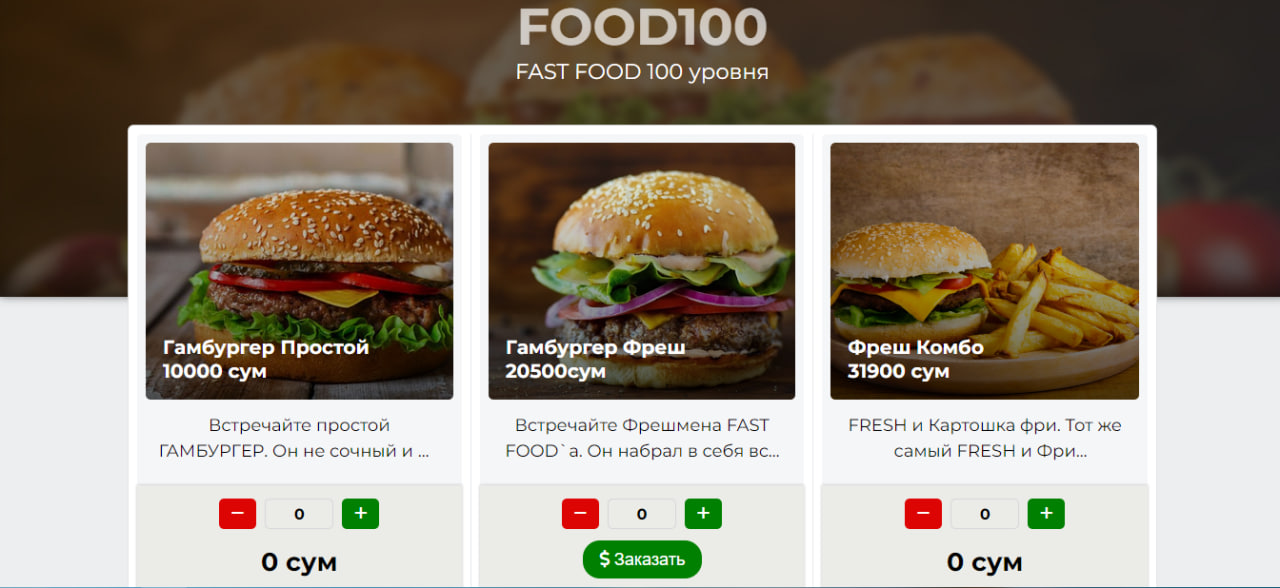 FOOD100
FAST FOOD 100 уровня
Гамбургер Простой
10000 сум
Встречайте простой
ГАМБУРГЕР. Он не сочный и ...
− 0 +
0 сум
Гамбургер Фреш
20500сум
Встречайте Фрешмена FAST
FOOD`а. Он набрал в себя вс...
− 0 +
$ Заказать
Фреш Комбо
31900 сум
FRESH и Картошка фри. Тот же
самый FRESH и Фри...
− 0 +
0 сум